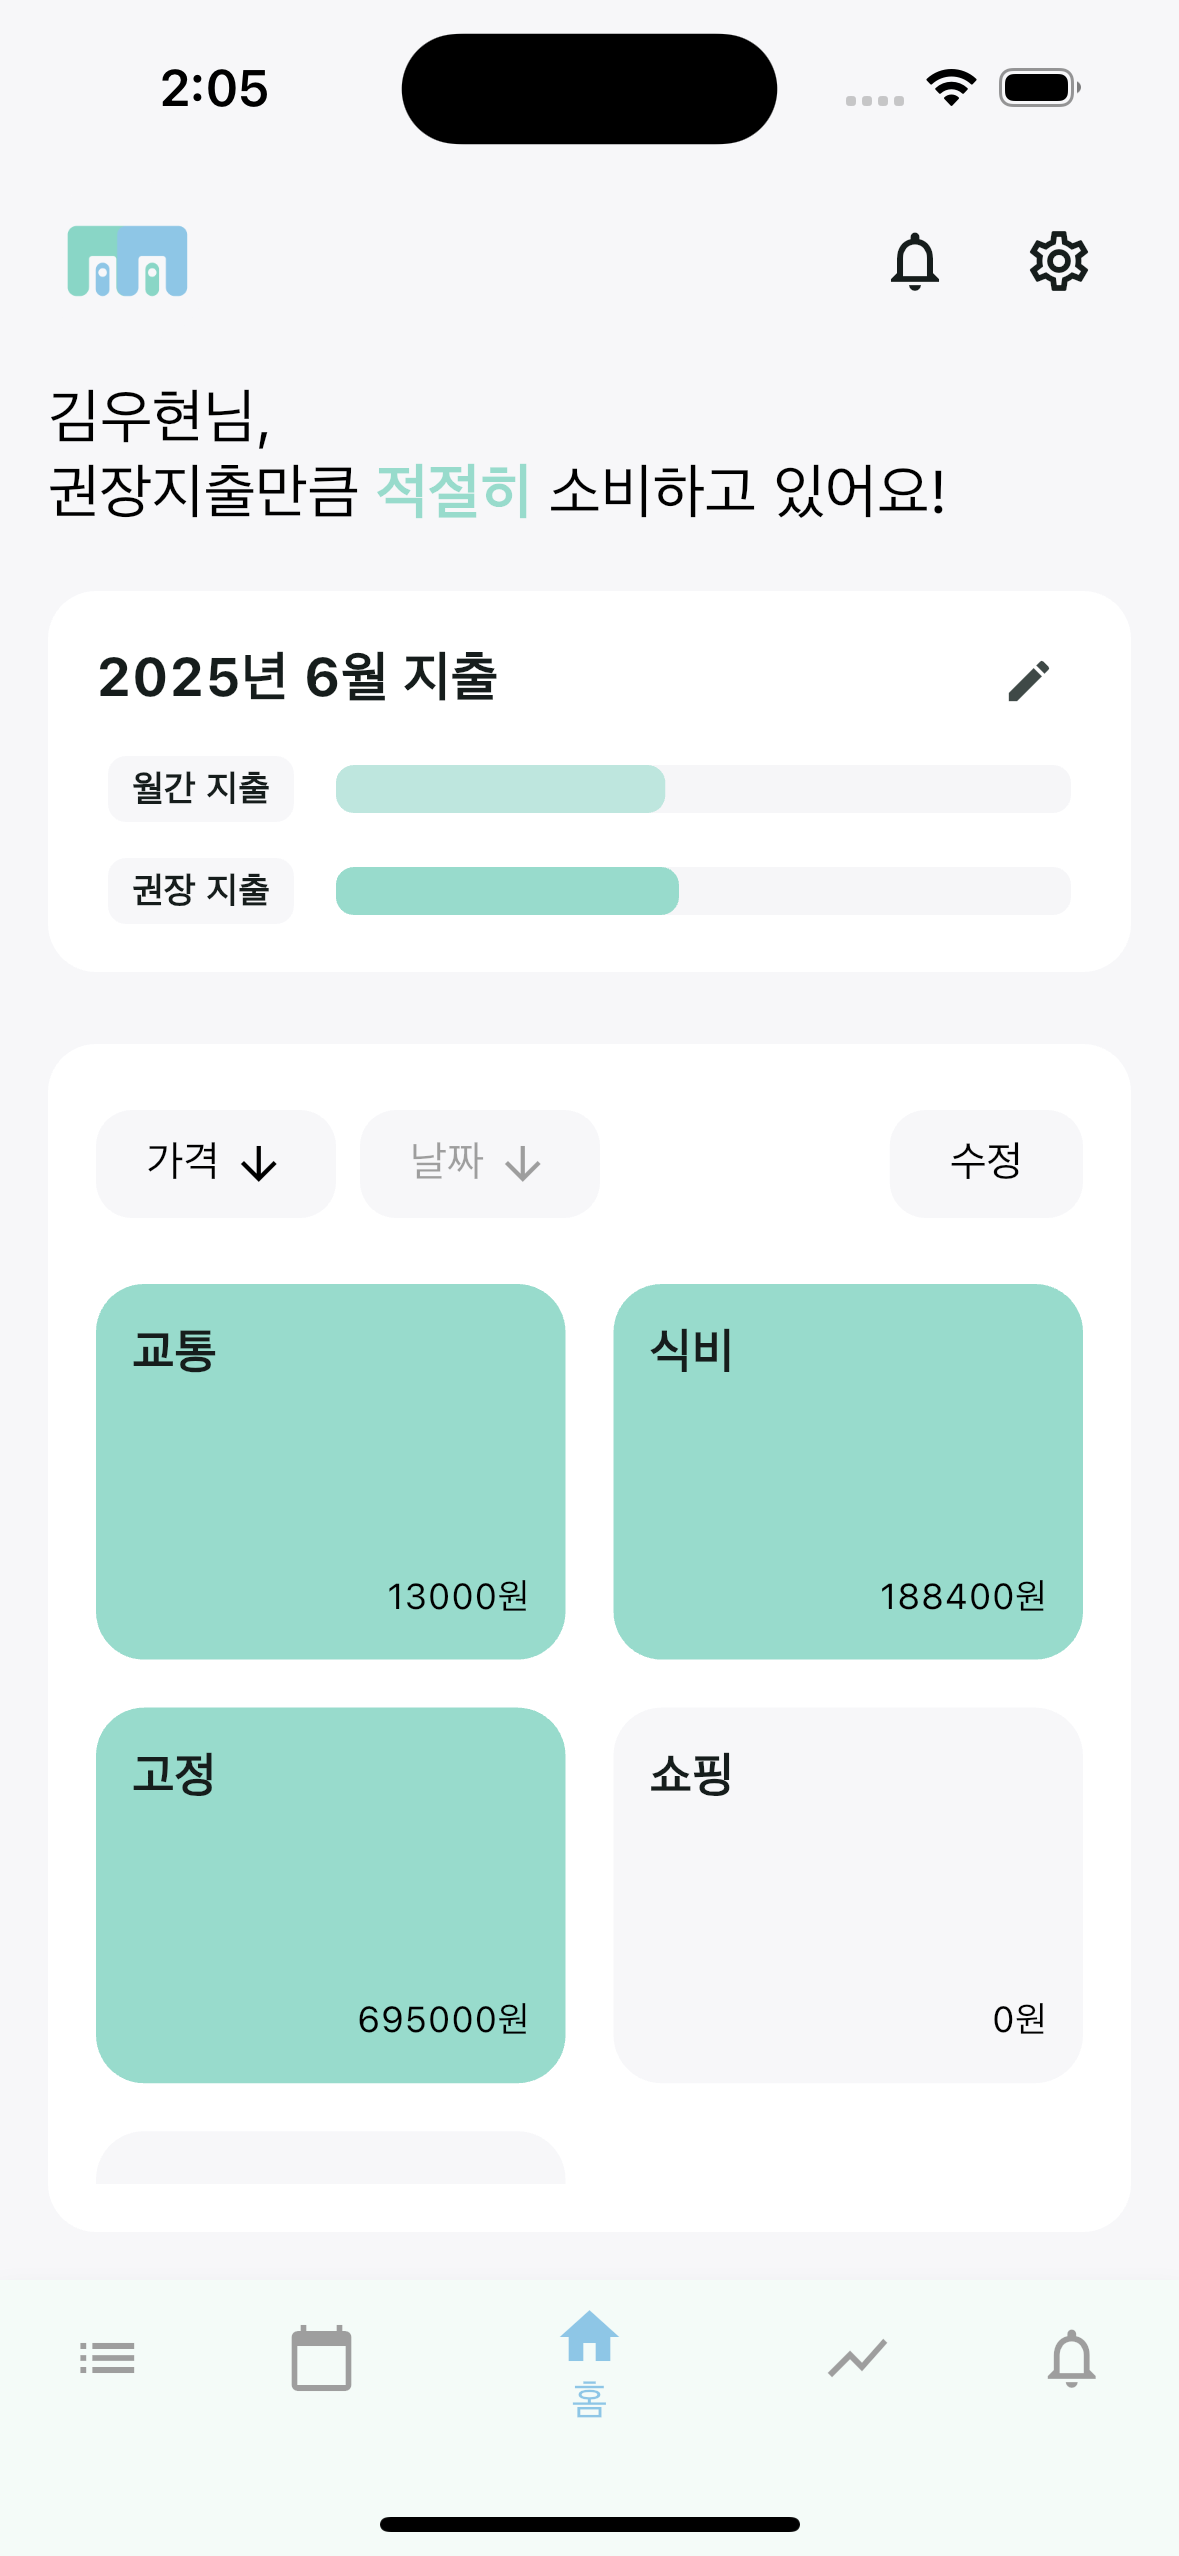 2:05
김우현님,
권장지출만큼 적절히 소비하고 있어요!
2025년 6월 지출
월간 지출
권장 지출
가격 ↓ 날짜 ↓ 수정
교통
13000원
식비
188400원
고정
695000원
쇼핑
0원
홈